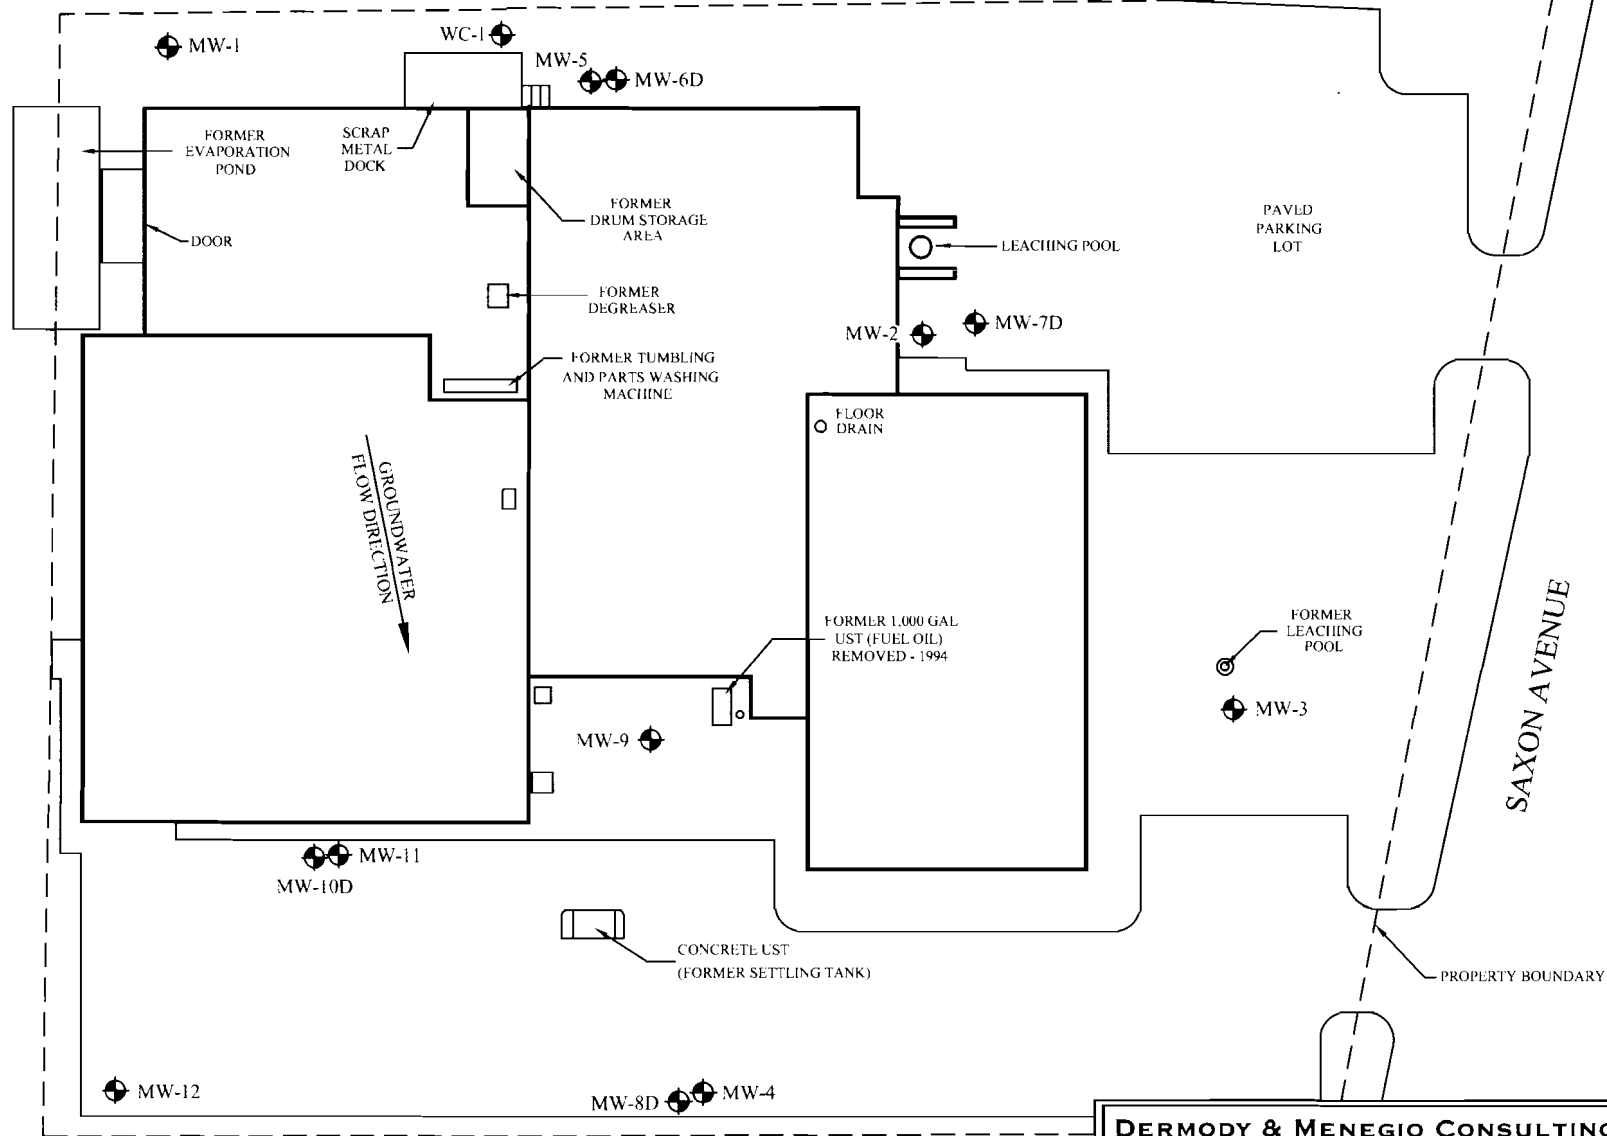 MW-1
WC-1
MW-5
MW-6D
FORMER
EVAPORATION
POND
SCRAP
METAL
DOCK
DOOR
FORMER
DRUM STORAGE
AREA
LEACHING POOL
PAVED
PARKING
LOT
FORMER
DEGREASER
MW-2
MW-7D
FORMER TUMBLING
AND PARTS WASHING
MACHINE
FLOOR
DRAIN
GROUNDWATER
FLOW DIRECTION
FORMER 1,000 GAL
UST (FUEL OIL)
REMOVED - 1994
FORMER
LEACHING
POOL
MW-3
SAXON AVENUE
MW-9
MW-11
MW-10D
CONCRETE UST
(FORMER SETTLING TANK)
PROPERTY BOUNDARY
MW-12
MW-8D
MW-4
DERMODY & MENEGIO CONSULTING